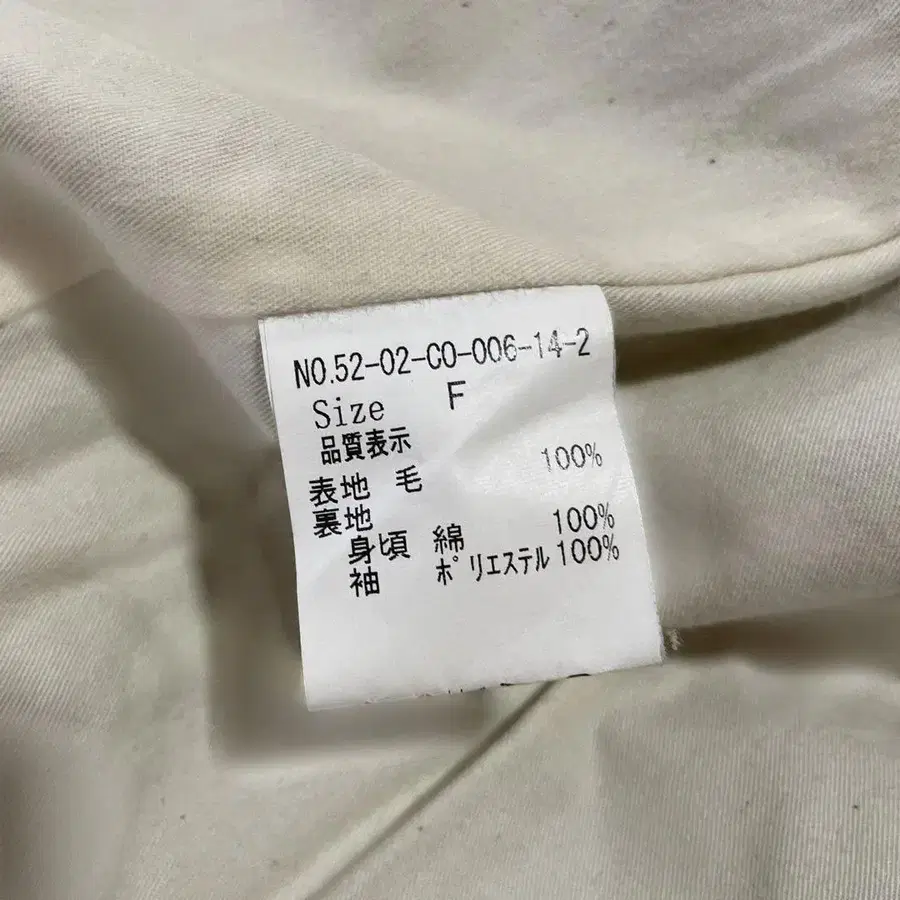 NO.52-02-CO-006-14-2
Size F
品質表示
表地 毛 100%
裏地
身頃 綿 100%
袖 ポリエステル 100%